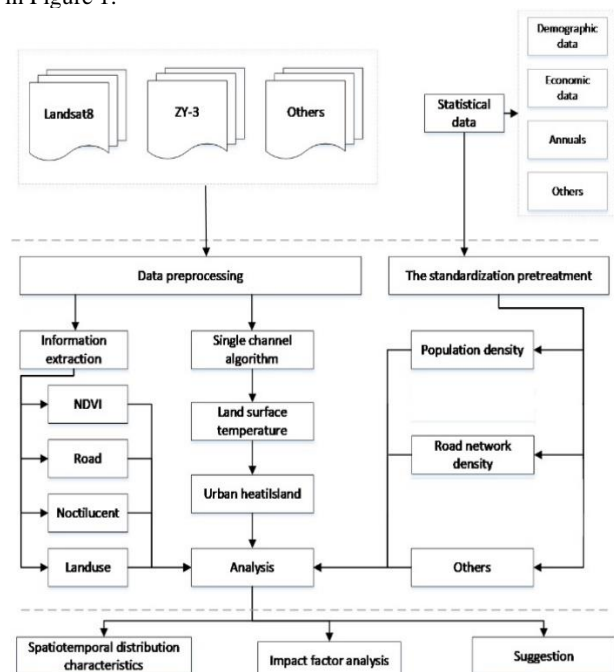 in Figure 1.
Demographic
data
Economic
data
Annuals
Others
Landsat8
ZY-3
Others
Statistical
data
Data preprocessing
The standardization pretreatment
Information
extraction
Single channel
algorithm
Population density
NDVI
Land surface
temperature
Road
Road network
density
Noctilucent
Urban heatiIsland
Landuse
Analysis
Others
Spatiotemporal distribution
characteristics
Impact factor analysis
Suggestion